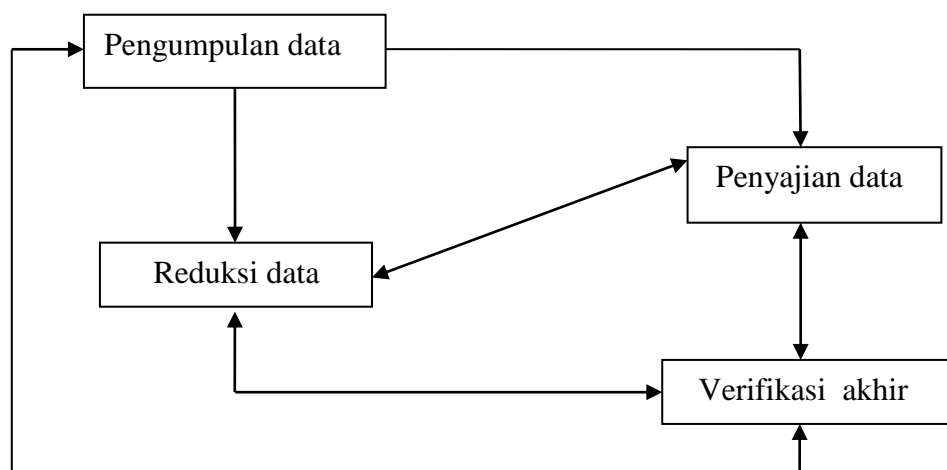 Pengumpulan data
Penyajian data
Reduksi data
Verifikasi akhir